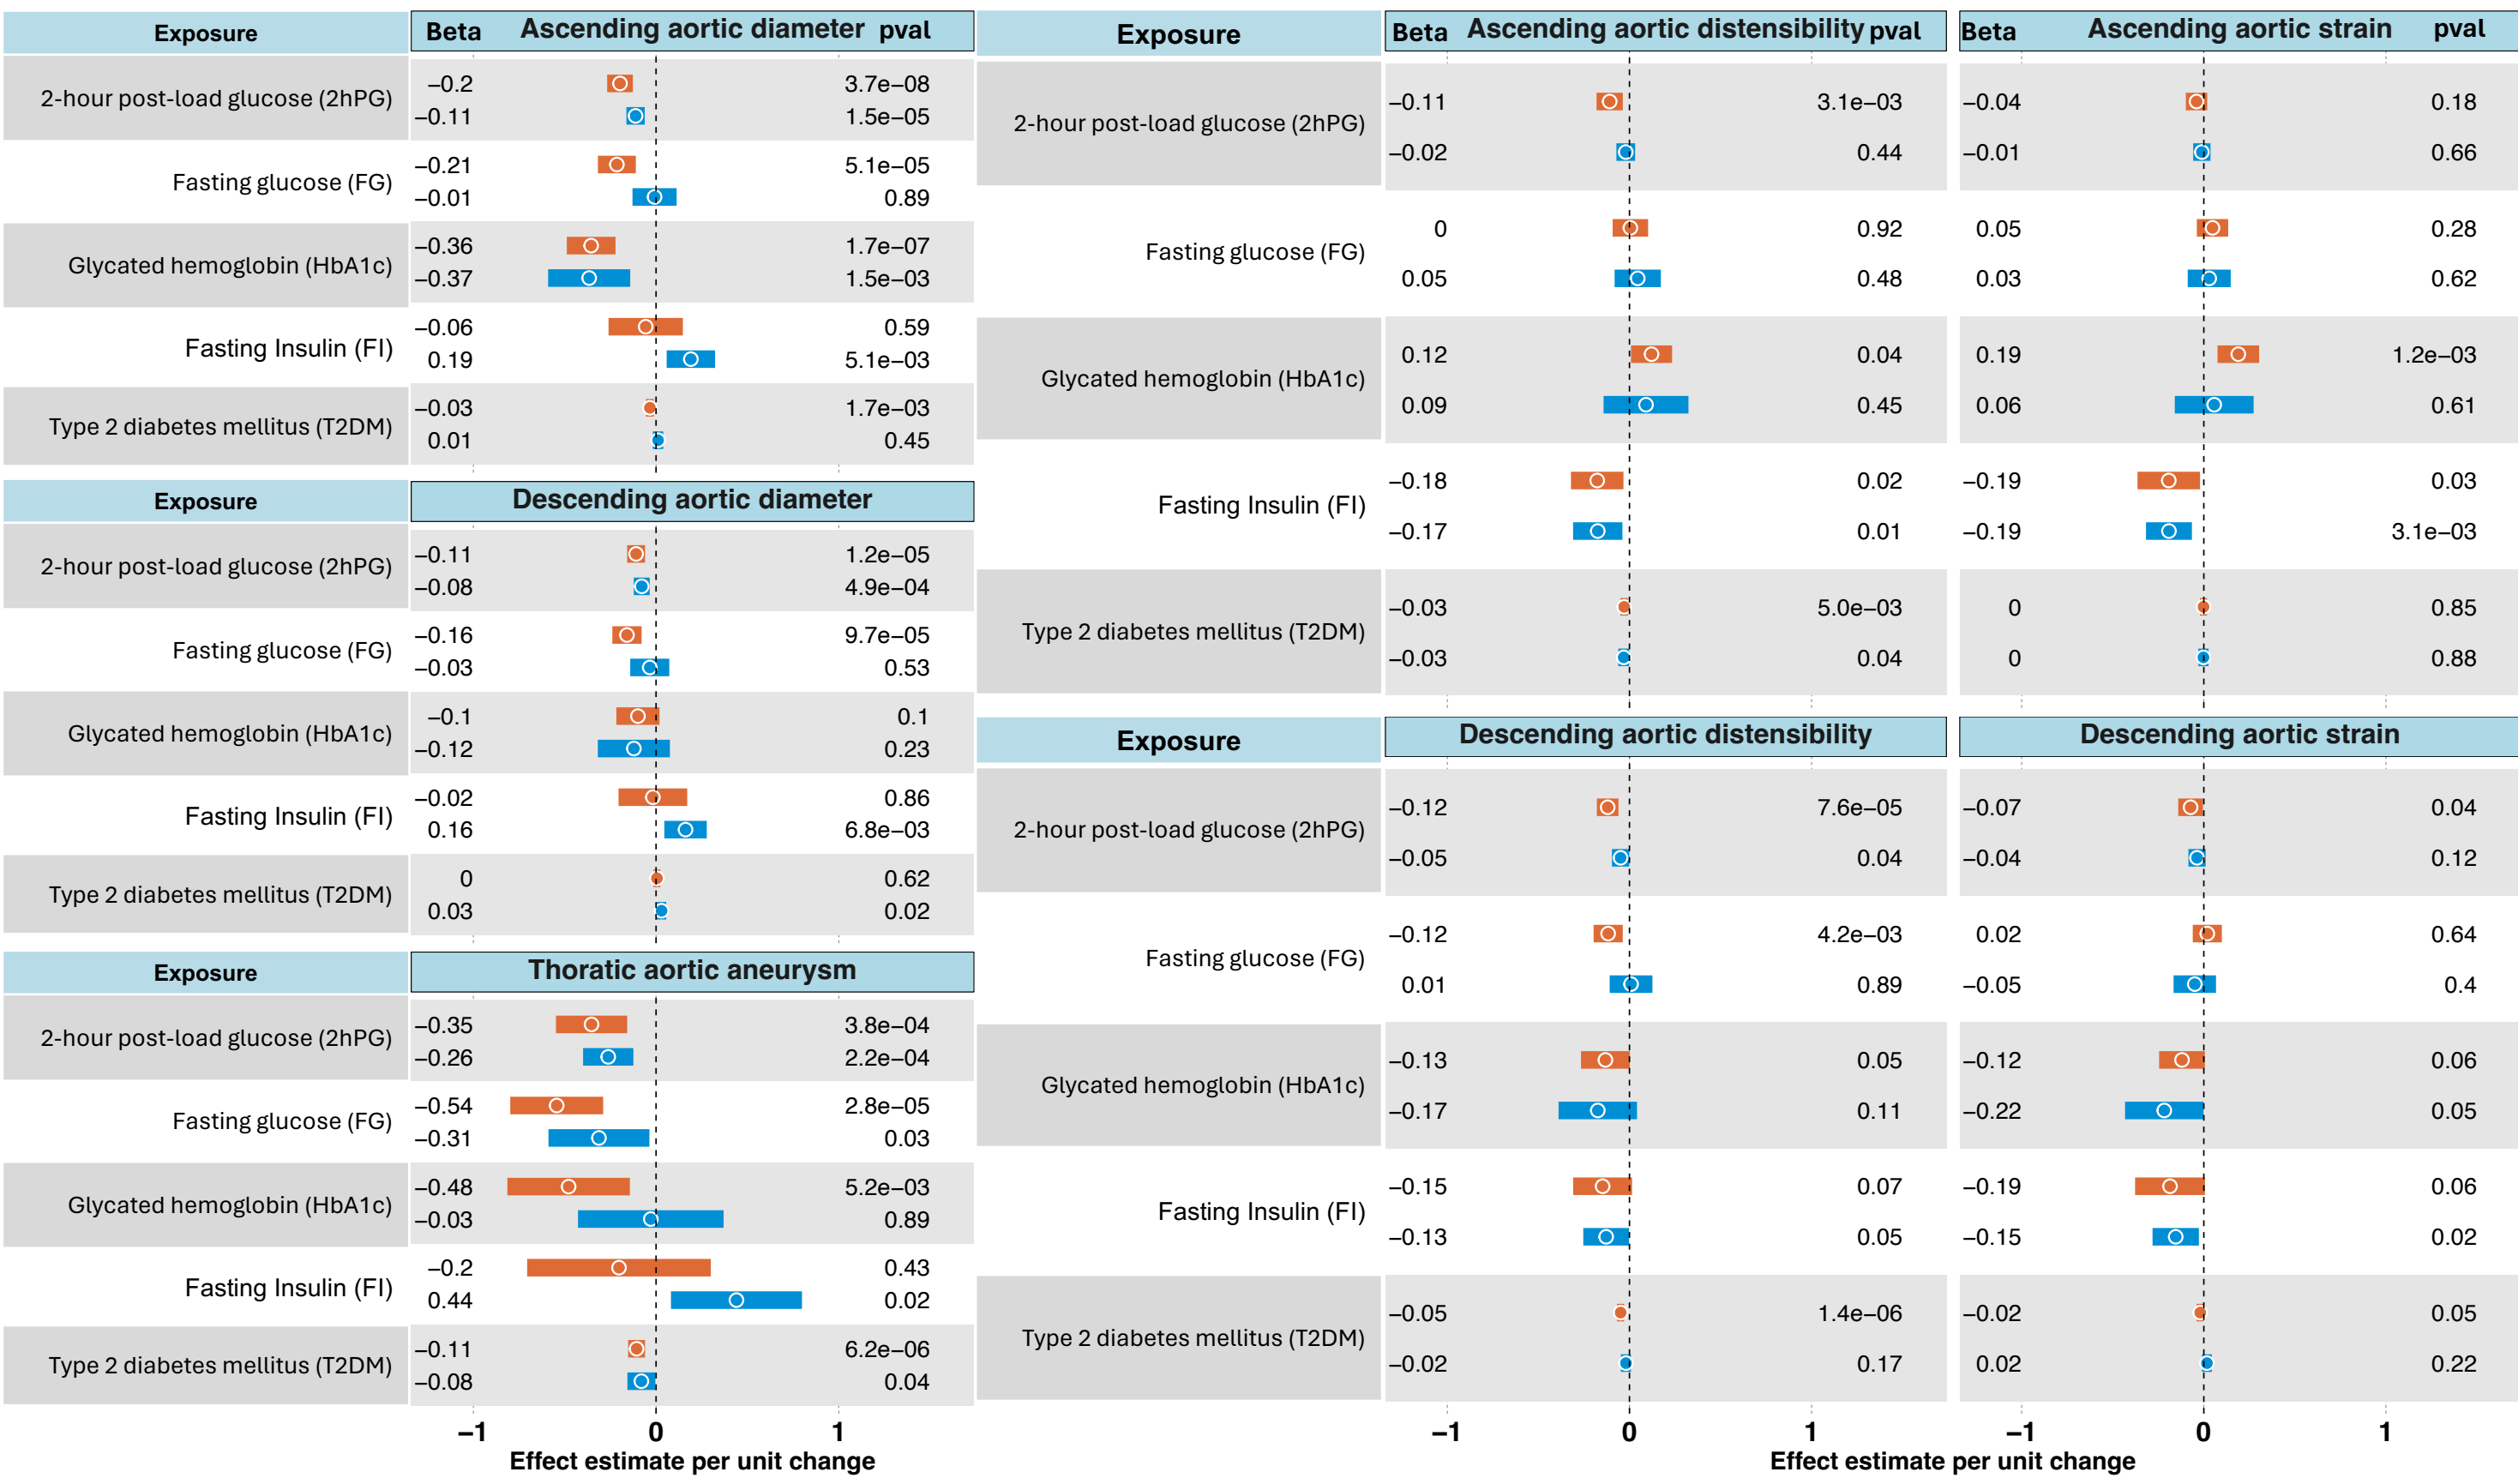 Exposure Beta Ascending aortic diameter pval
2-hour post-load glucose (2hPG)
−0.2 3.7e−08
−0.11 1.5e−05
Fasting glucose (FG)
−0.21 5.1e−05
−0.01 0.89
Glycated hemoglobin (HbA1c)
−0.36 1.7e−07
−0.37 1.5e−03
Fasting Insulin (FI)
−0.06 0.59
0.19 5.1e−03
Type 2 diabetes mellitus (T2DM)
−0.03 1.7e−03
0.01 0.45
Exposure Descending aortic diameter
2-hour post-load glucose (2hPG)
−0.11 1.2e−05
−0.08 4.9e−04
Fasting glucose (FG)
−0.16 9.7e−05
−0.03 0.53
Glycated hemoglobin (HbA1c)
−0.1 0.1
−0.12 0.23
Fasting Insulin (FI)
−0.02 0.86
0.16 6.8e−03
Type 2 diabetes mellitus (T2DM)
0 0.62
0.03 0.02
Exposure Thoratic aortic aneurysm
2-hour post-load glucose (2hPG)
−0.35 3.8e−04
−0.26 2.2e−04
Fasting glucose (FG)
−0.54 2.8e−05
−0.31 0.03
Glycated hemoglobin (HbA1c)
−0.48 5.2e−03
−0.03 0.89
Fasting Insulin (FI)
−0.2 0.43
0.44 0.02
Type 2 diabetes mellitus (T2DM)
−0.11 6.2e−06
−0.08 0.04
−1 0 1
Effect estimate per unit change
Exposure Beta Ascending aortic distensibility pval Beta Ascending aortic strain pval
2-hour post-load glucose (2hPG)
−0.11 3.1e−03 −0.04 0.18
−0.02 0.44 −0.01 0.66
Fasting glucose (FG)
0 0.92 0.05 0.28
0.05 0.48 0.03 0.62
Glycated hemoglobin (HbA1c)
0.12 0.04 0.19 1.2e−03
0.09 0.45 0.06 0.61
Fasting Insulin (FI)
−0.18 0.02 −0.19 0.03
−0.17 0.01 −0.19 3.1e−03
Type 2 diabetes mellitus (T2DM)
−0.03 5.0e−03 0 0.85
−0.03 0.04 0 0.88
Exposure Descending aortic distensibility Descending aortic strain
2-hour post-load glucose (2hPG)
−0.12 7.6e−05 −0.07 0.04
−0.05 0.04 −0.04 0.12
Fasting glucose (FG)
−0.12 4.2e−03 0.02 0.64
0.01 0.89 −0.05 0.4
Glycated hemoglobin (HbA1c)
−0.13 0.05 −0.12 0.06
−0.17 0.11 −0.22 0.05
Fasting Insulin (FI)
−0.15 0.07 −0.19 0.06
−0.13 0.05 −0.15 0.02
Type 2 diabetes mellitus (T2DM)
−0.05 1.4e−06 −0.02 0.05
−0.02 0.17 0.02 0.22
−1 0 1 −1 0 1
Effect estimate per unit change